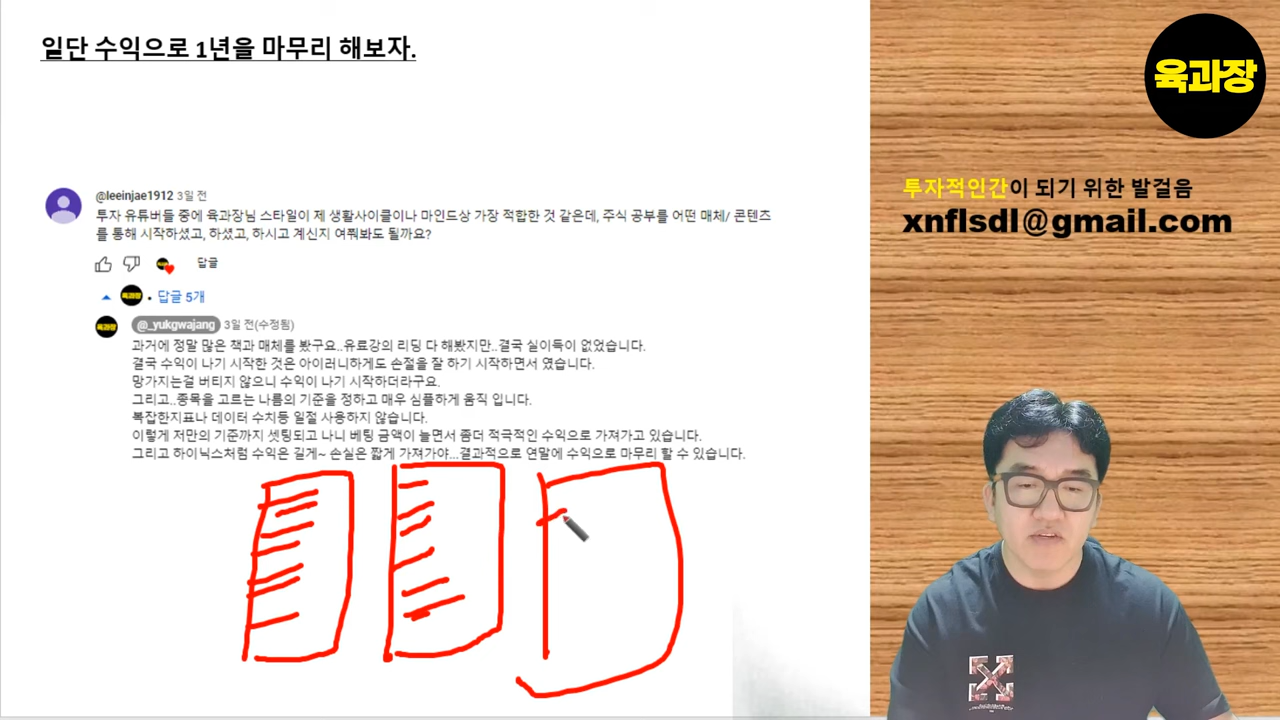 일단 수익으로 1년을 마무리 해보자.
육과장
투자적인간이 되기 위한 발걸음
xnflsdl@gmail.com
@leeinjae1912 3일 전
투자 유튜버들 중에 육과장님 스타일이 제 생활사이클이나 마인드상 가장 적합한 것 같은데, 주식 공부를 어떤 매체/ 콘텐츠
를 통해 시작하셨고, 하셨고, 하시고 계신지 여쭤봐도 될까요?
답글
육과장 • 답글 5개
육과장 @_yukgwajang 3일 전(수정됨)
과거에 정말 많은 책과 매체를 봤구요..유료강의 리딩 다 해봤지만..결국 실이득이 없었습니다.
결국 수익이 나기 시작한 것은 아이러니하게도 손절을 잘 하기 시작하면서 였습니다.
망가지는걸 버티지 않으니 수익이 나기 시작하더라구요.
그리고..종목을 고르는 나름의 기준을 정하고 매우 심플하게 움직 입니다.
복잡한지표나 데이터 수치등 일절 사용하지 않습니다.
이렇게 저만의 기준까지 셋팅되고 나니 베팅 금액이 늘면서 좀더 적극적인 수익으로 가져가고 있습니다.
그리고 하이닉스처럼 수익은 길게~ 손실은 짧게 가져가야...결과적으로 연말에 수익으로 마무리 할 수 있습니다.